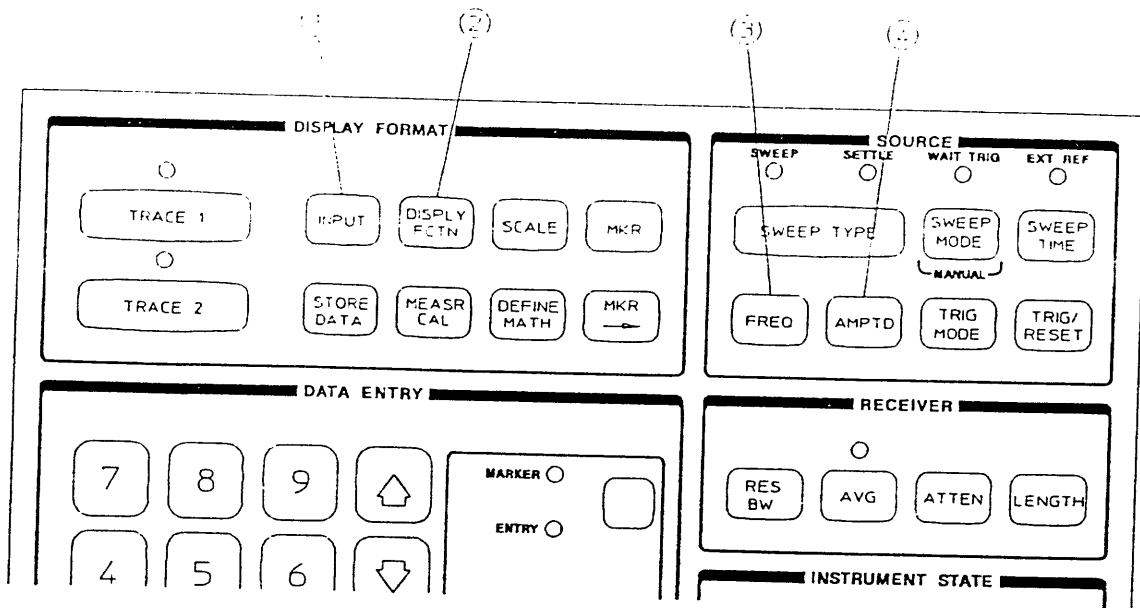 (2) (3) (4)
DISPLAY FORMAT
TRACE 1
INPUT
DISPLY
FCTN
SCALE
MKR
TRACE 2
STORE
DATA
MEASR
CAL
DEFINE
MATH
MKR
→
SOURCE
SWEEP SETTLE WAIT TRIG EXT REF
SWEEP TYPE
SWEEP
MODE
SWEEP
TIME
MANUAL
FREQ
AMPTD
TRIG
MODE
TRIG/
RESET
DATA ENTRY
7 8 9
4 5 6
MARKER
ENTRY
RECEIVER
RES
BW
AVG
ATTEN
LENGTH
INSTRUMENT STATE